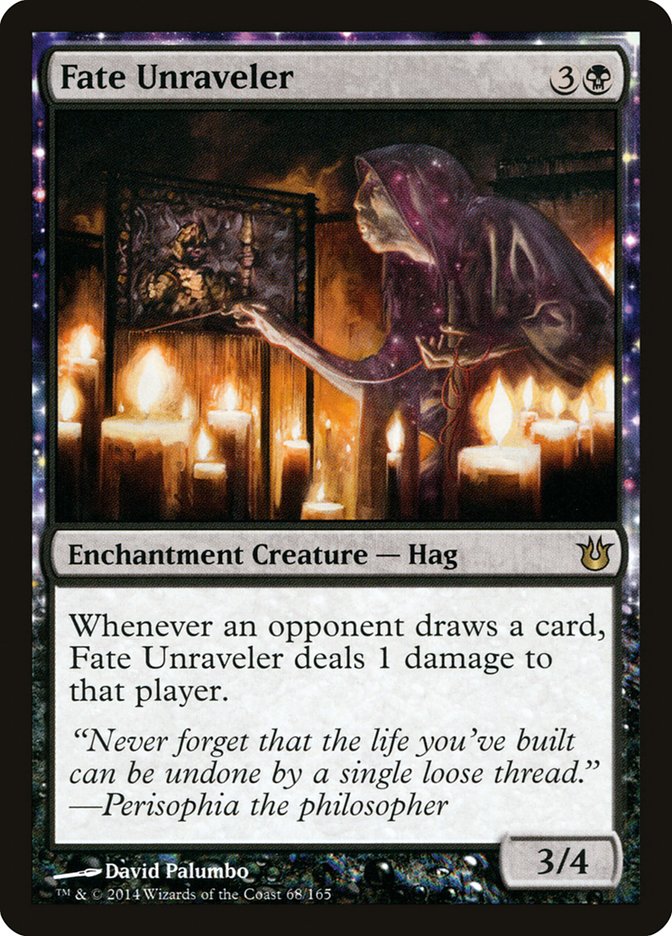 Fate Unraveler 3
Enchantment Creature — Hag
Whenever an opponent draws a card,
Fate Unraveler deals 1 damage to
that player.
“Never forget that the life you’ve built
can be undone by a single loose thread.”
—Perisophia the philosopher
3/4
David Palumbo
™ & © 2014 Wizards of the Coast 68/165